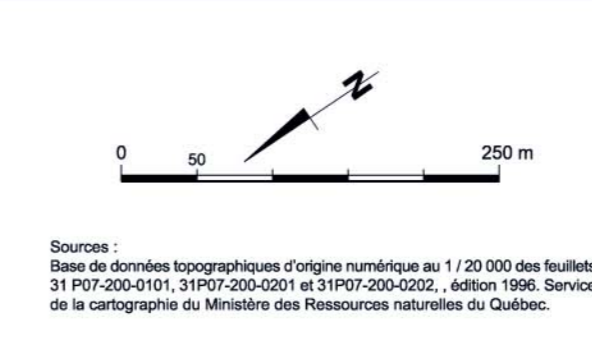 N
0 50 250 m
Sources :
Base de données topographiques d'origine numérique au 1 / 20 000 des feuillets
31 P07-200-0101, 31P07-200-0201 et 31P07-200-0202, , édition 1996. Service
de la cartographie du Ministère des Ressources naturelles du Québec.